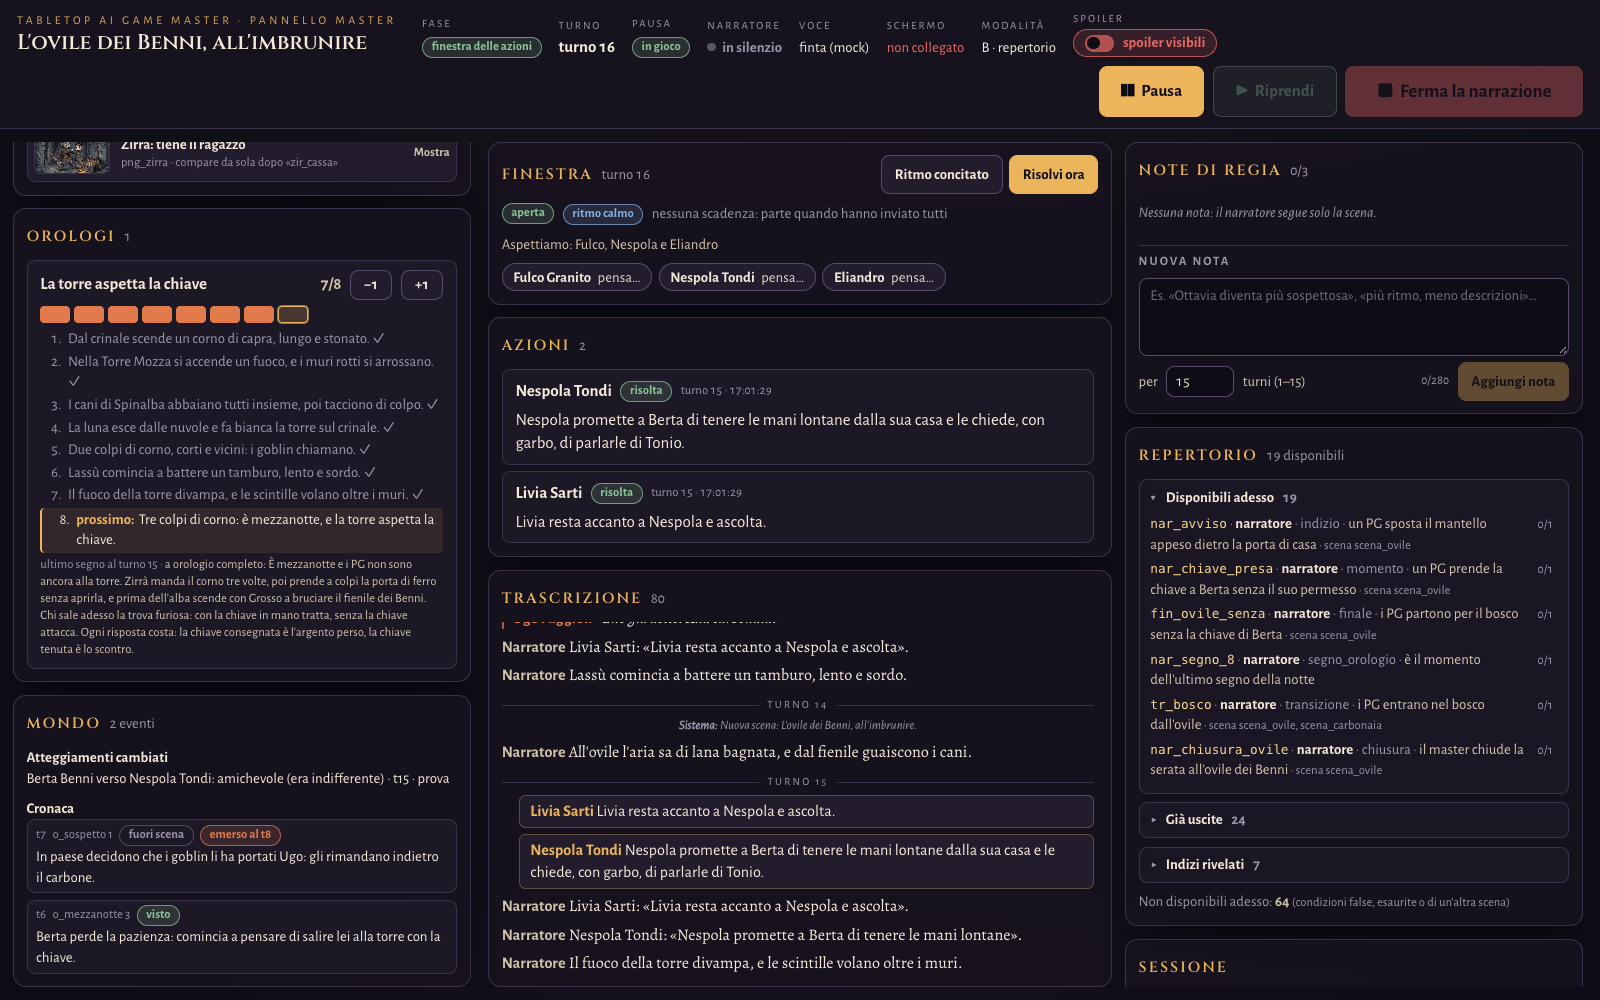 TABLETOP AI GAME MASTER · PANNELLO MASTER
L'OVILE DEI BENNI, ALL'IMBRUNIRE
FASE
finestra delle azioni
TURNO
turno 16
PAUSA
in gioco
NARRATORE
in silenzio
VOCE
finta (mock)
SCHERMO
non collegato
MODALITÀ
B · repertorio
SPOILER
spoiler visibili
Pausa
Riprendi
Ferma la narrazione
Zirra: tiene il ragazzo
png_zirra · compare da sola dopo «zir_cassa»
Mostra
OROLOGI 1
La torre aspetta la chiave
7/8
−1
+1
1. Dal crinale scende un corno di capra, lungo e stonato. ✓
2. Nella Torre Mozza si accende un fuoco, e i muri rotti si arrossano.
✓
3. I cani di Spinalba abbaiano tutti insieme, poi tacciono di colpo. ✓
4. La luna esce dalle nuvole e fa bianca la torre sul crinale. ✓
5. Due colpi di corno, corti e vicini: i goblin chiamano. ✓
6. Lassù comincia a battere un tamburo, lento e sordo. ✓
7. Il fuoco della torre divampa, e le scintille volano oltre i muri. ✓
8. prossimo: Tre colpi di corno: è mezzanotte, e la torre aspetta la
chiave.
ultimo segno al turno 15 · a orologio completo: È mezzanotte e i PG non sono
ancora alla torre. Zirrà manda il corno tre volte, poi prende a colpi la porta di ferro
senza aprirla, e prima dell'alba scende con Grosso a bruciare il fienile dei Benni.
Chi sale adesso la trova furiosa: con la chiave in mano tratta, senza la chiave
attacca. Ogni risposta costa: la chiave consegnata è l'argento perso, la chiave
tenuta è lo scontro.
MONDO 2 eventi
Atteggiamenti cambiati
Berta Benni verso Nespola Tondi: amichevole (era indifferente) · t15 · prova
Cronaca
t7 o_sospetto 1 fuori scena emerso al t8
In paese decidono che i goblin li ha portati Ugo: gli rimandano indietro
il carbone.
t6 o_mezzanotte 3 visto
Berta perde la pazienza: comincia a pensare di salire lei alla torre con la
chiave.
FINESTRA turno 16
Ritmo concitato
Risolvi ora
aperta ritmo calmo nessuna scadenza: parte quando hanno inviato tutti
Aspettiamo: Fulco, Nespola e Eliandro
Fulco Granito pensa…
Nespola Tondi pensa…
Eliandro pensa…
AZIONI 2
Nespola Tondi risolta turno 15 · 17:01:29
Nespola promette a Berta di tenere le mani lontane dalla sua casa e le chiede, con
garbo, di parlarle di Tonio.
Livia Sarti risolta turno 15 · 17:01:29
Livia resta accanto a Nespola e ascolta.
TRASCRIZIONE 80
Narratore Livia Sarti: «Livia resta accanto a Nespola e ascolta».
Narratore Lassù comincia a battere un tamburo, lento e sordo.
TURNO 14
Sistema: Nuova scena: L'ovile dei Benni, all'imbrunire.
Narratore All'ovile l'aria sa di lana bagnata, e dal fienile guaiscono i cani.
TURNO 15
Livia Sarti Livia resta accanto a Nespola e ascolta.
Nespola Tondi Nespola promette a Berta di tenere le mani lontane dalla sua casa e le
chiede, con garbo, di parlarle di Tonio.
Narratore Livia Sarti: «Livia resta accanto a Nespola e ascolta».
Narratore Nespola Tondi: «Nespola promette a Berta di tenere le mani lontane».
Narratore Il fuoco della torre divampa, e le scintille volano oltre i muri.
NOTE DI REGIA 0/3
Nessuna nota: il narratore segue solo la scena.
NUOVA NOTA
Es. «Ottavia diventa più sospettosa», «più ritmo, meno descrizioni»…
per 15 turni (1–15)
0/280
Aggiungi nota
REPERTORIO 19 disponibili
Disponibili adesso 19
nar_avviso · narratore · indizio · un PG sposta il mantello 0/1
appeso dietro la porta di casa · scena scena_ovile
nar_chiave_presa · narratore · momento · un PG prende la 0/1
chiave a Berta senza il suo permesso · scena scena_ovile
fin_ovile_senza · narratore · finale · i PG partono per il bosco 0/1
senza la chiave di Berta · scena scena_ovile
nar_segno_8 · narratore · segno_orologio · è il momento 0/1
dell'ultimo segno della notte
tr_bosco · narratore · transizione · i PG entrano nel bosco 0/1
dall'ovile · scena scena_ovile, scena_carbonaia
nar_chiusura_ovile · narratore · chiusura · il master chiude la 0/1
serata all'ovile dei Benni · scena scena_ovile
Già uscite 24
Indizi rivelati 7
Non disponibili adesso: 64 (condizioni false, esaurite o di un'altra scena)
SESSIONE